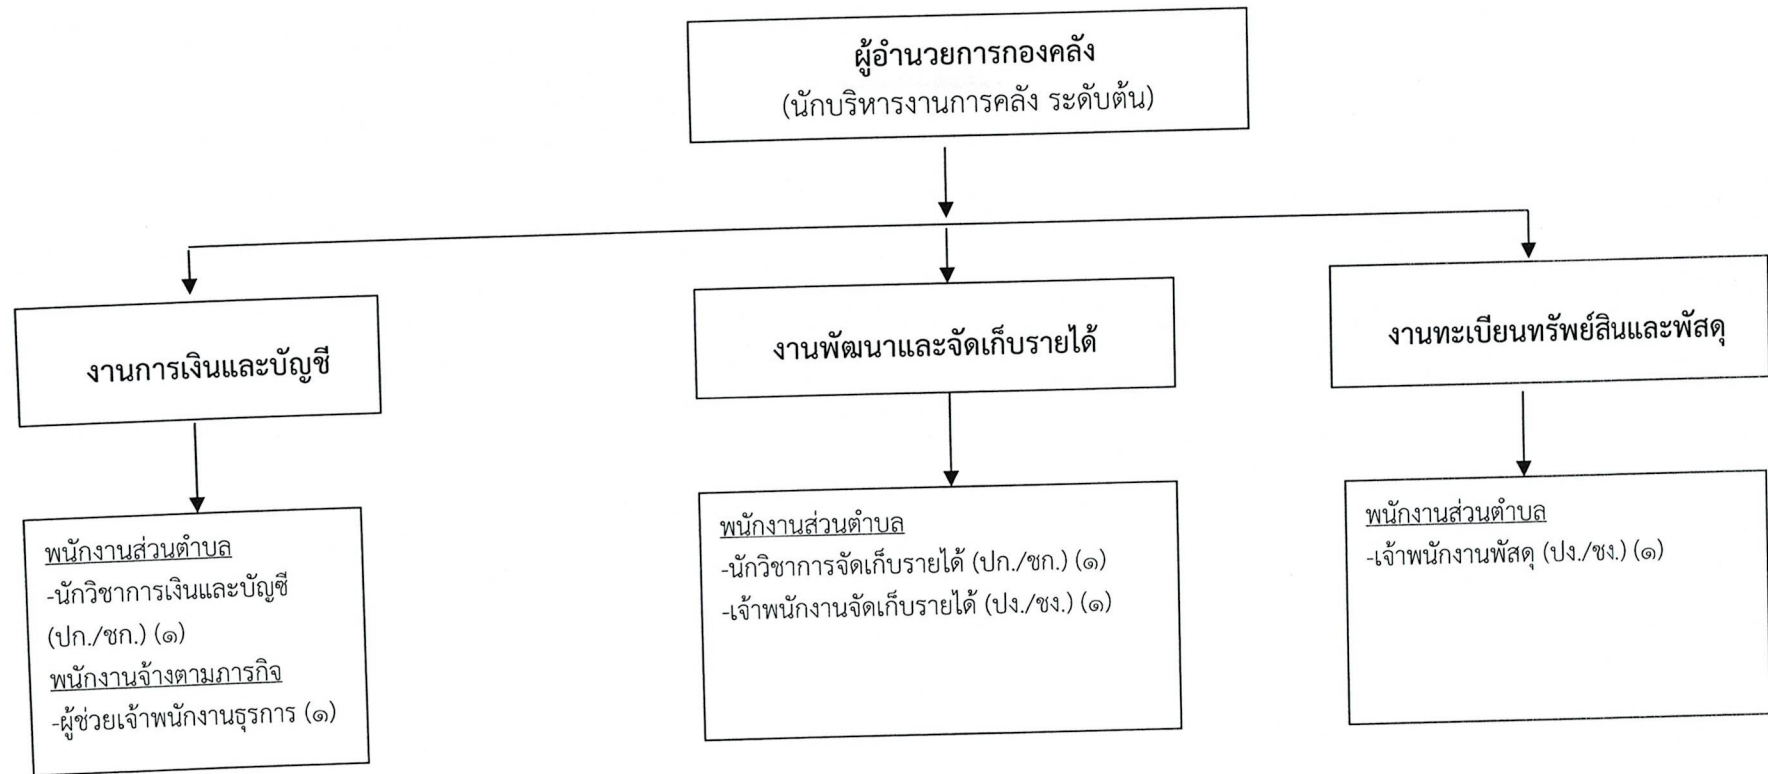 ผู้อำนวยการกองคลัง
(นักบริหารงานการคลัง ระดับต้น)
งานการเงินและบัญชี
งานพัฒนาและจัดเก็บรายได้
งานทะเบียนทรัพย์สินและพัสดุ
พนักงานส่วนตำบล
-นักวิชาการเงินและบัญชี
(ปก./ชก.) (๑)
พนักงานจ้างตามภารกิจ
-ผู้ช่วยเจ้าพนักงานธุรการ (๑)
พนักงานส่วนตำบล
-นักวิชาการจัดเก็บรายได้ (ปก./ชก.) (๑)
-เจ้าพนักงานจัดเก็บรายได้ (ปง./ชง.) (๑)
พนักงานส่วนตำบล
-เจ้าพนักงานพัสดุ (ปง./ชง.) (๑)